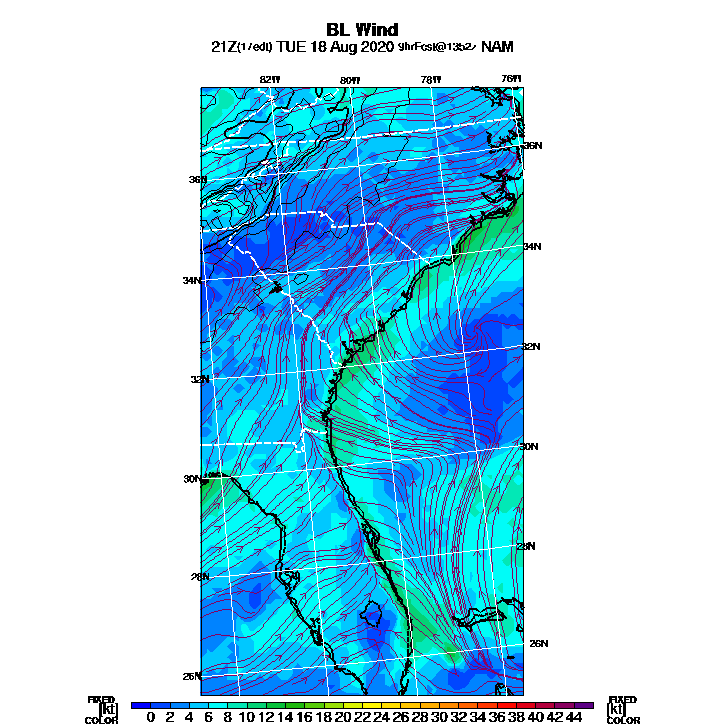 BL Wind
21Z(17edt) TUE 18 Aug 2020 9hrFcst@1352z NAM
82W 80W 78W 76W
36N 36N
34N 34N
32N 32N
30N 30N
28N 28N
26N 26N
FIXED FIXED
[kt] 0 2 4 6 8 10 12 14 16 18 20 22 24 26 28 30 32 34 36 38 40 42 44 [kt]
COLOR COLOR